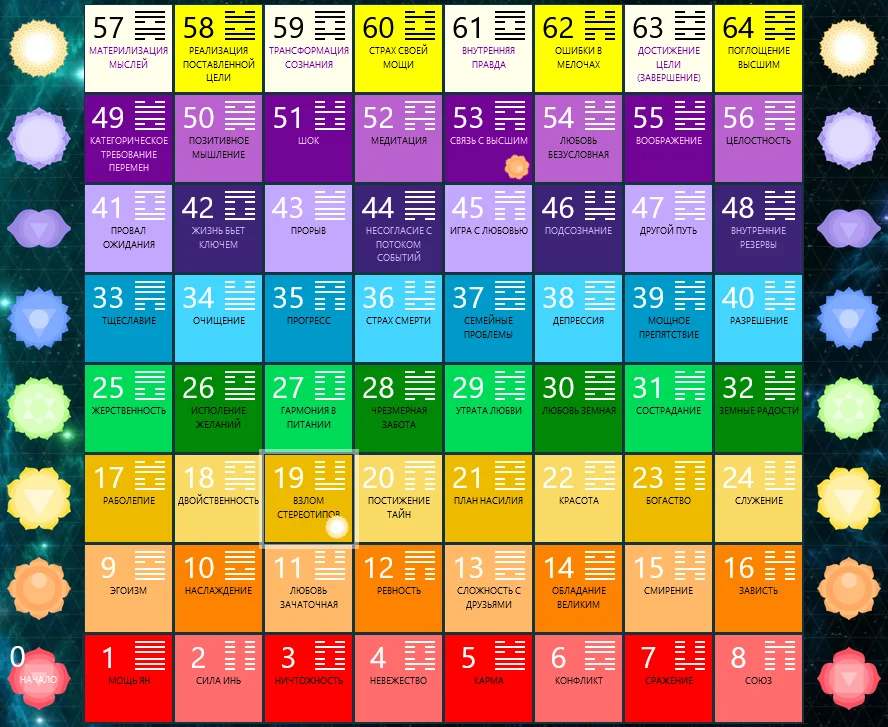 57
МАТЕРИЛИЗАЦИЯ
МЫСЛЕЙ
58
РЕАЛИЗАЦИЯ
ПОСТАВЛЕННОЙ
ЦЕЛИ
59
ТРАНСФОРМАЦИЯ
СОЗНАНИЯ
60
СТРАХ СВОЕЙ
МОЩИ
61
ВНУТРЕННЯЯ
ПРАВДА
62
ОШИБКИ В
МЕЛОЧАХ
63
ДОСТИЖЕНИЕ
ЦЕЛИ
(ЗАВЕРШЕНИЕ)
64
ПОГЛОЩЕНИЕ
ВЫСШИМ
49
КАТЕГОРИЧЕСКОЕ
ТРЕБОВАНИЕ
ПЕРЕМЕН
50
ПОЗИТИВНОЕ
МЫШЛЕНИЕ
51
ШОК
52
МЕДИТАЦИЯ
53
СВЯЗЬ С ВЫСШИМ
54
ЛЮБОВЬ
БЕЗУСЛОВНАЯ
55
ВООБРАЖЕНИЕ
56
ЦЕЛОСТНОСТЬ
41
ПРОВАЛ
ОЖИДАНИЯ
42
ЖИЗНЬ БЬЕТ
КЛЮЧЕМ
43
ПРОРЫВ
44
НЕСОГЛАСИЕ С
ПОТОКОМ
СОБЫТИЙ
45
ИГРА С ЛЮБОВЬЮ
46
ПОДСОЗНАНИЕ
47
ДРУГОЙ ПУТЬ
48
ВНУТРЕННИЕ
РЕЗЕРВЫ
33
ТЩЕСЛАВИЕ
34
ОЧИЩЕНИЕ
35
ПРОГРЕСС
36
СТРАХ СМЕРТИ
37
СЕМЕЙНЫЕ
ПРОБЛЕМЫ
38
ДЕПРЕССИЯ
39
МОЩНОЕ
ПРЕПЯТСТВИЕ
40
РАЗРЕШЕНИЕ
25
ЖЕРСТВЕННОСТЬ
26
ИСПОЛЕНИЕ
ЖЕЛАНИЙ
27
ГАРМОНИЯ В
ПИТАНИИ
28
ЧРЕЗМЕРНАЯ
ЗАБОТА
29
УТРАТА ЛЮБВИ
30
ЛЮБОВЬ ЗЕМНАЯ
31
СОСТРАДАНИЕ
32
ЗЕМНЫЕ РАДОСТИ
17
РАБОЛЕПИЕ
18
ДВОЙСТВЕННОСТЬ
19
ВЗЛОМ
СТЕРЕОТИПОВ
20
ПОСТИЖЕНИЕ
ТАЙН
21
ПЛАН НАСИЛИЯ
22
КРАСОТА
23
БОГАСТВО
24
СЛУЖЕНИЕ
9
ЭГОИЗМ
10
НАСЛАЖДЕНИЕ
11
ЛЮБОВЬ
ЗАЧАТОЧНАЯ
12
РЕВНОСТЬ
13
СЛОЖНОСТЬ С
ДРУЗЬЯМИ
14
ОБЛАДАНИЕ
ВЕЛИКИМ
15
СМИРЕНИЕ
16
ЗАВИСТЬ
0
НАЧАЛО
1
МОЩЬ ЯН
2
СИЛА ИНЬ
3
НИЧТОЖНОСТЬ
4
НЕВЕЖЕСТВО
5
КАРМА
6
КОНФЛИКТ
7
СРАЖЕНИЕ
8
СОЮЗ